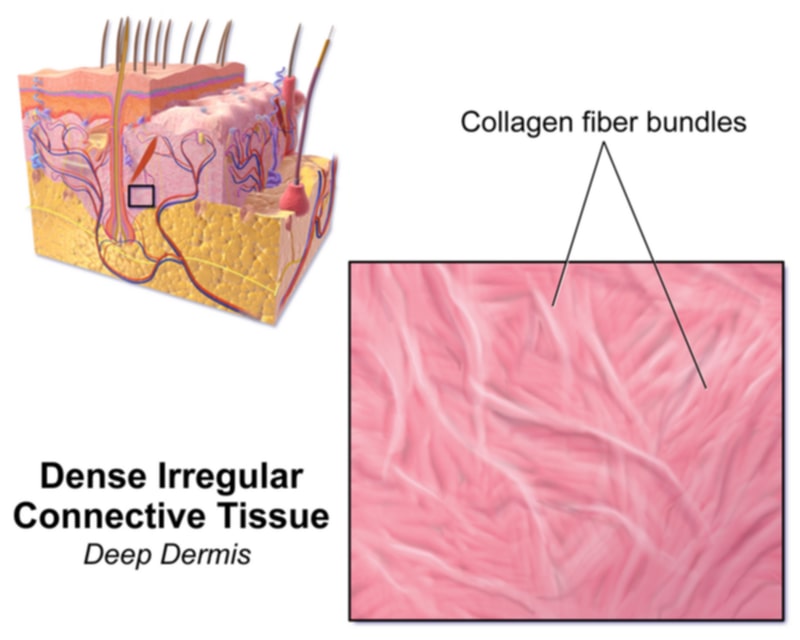 Collagen fiber bundles
Dense Irregular
Connective Tissue
Deep Dermis